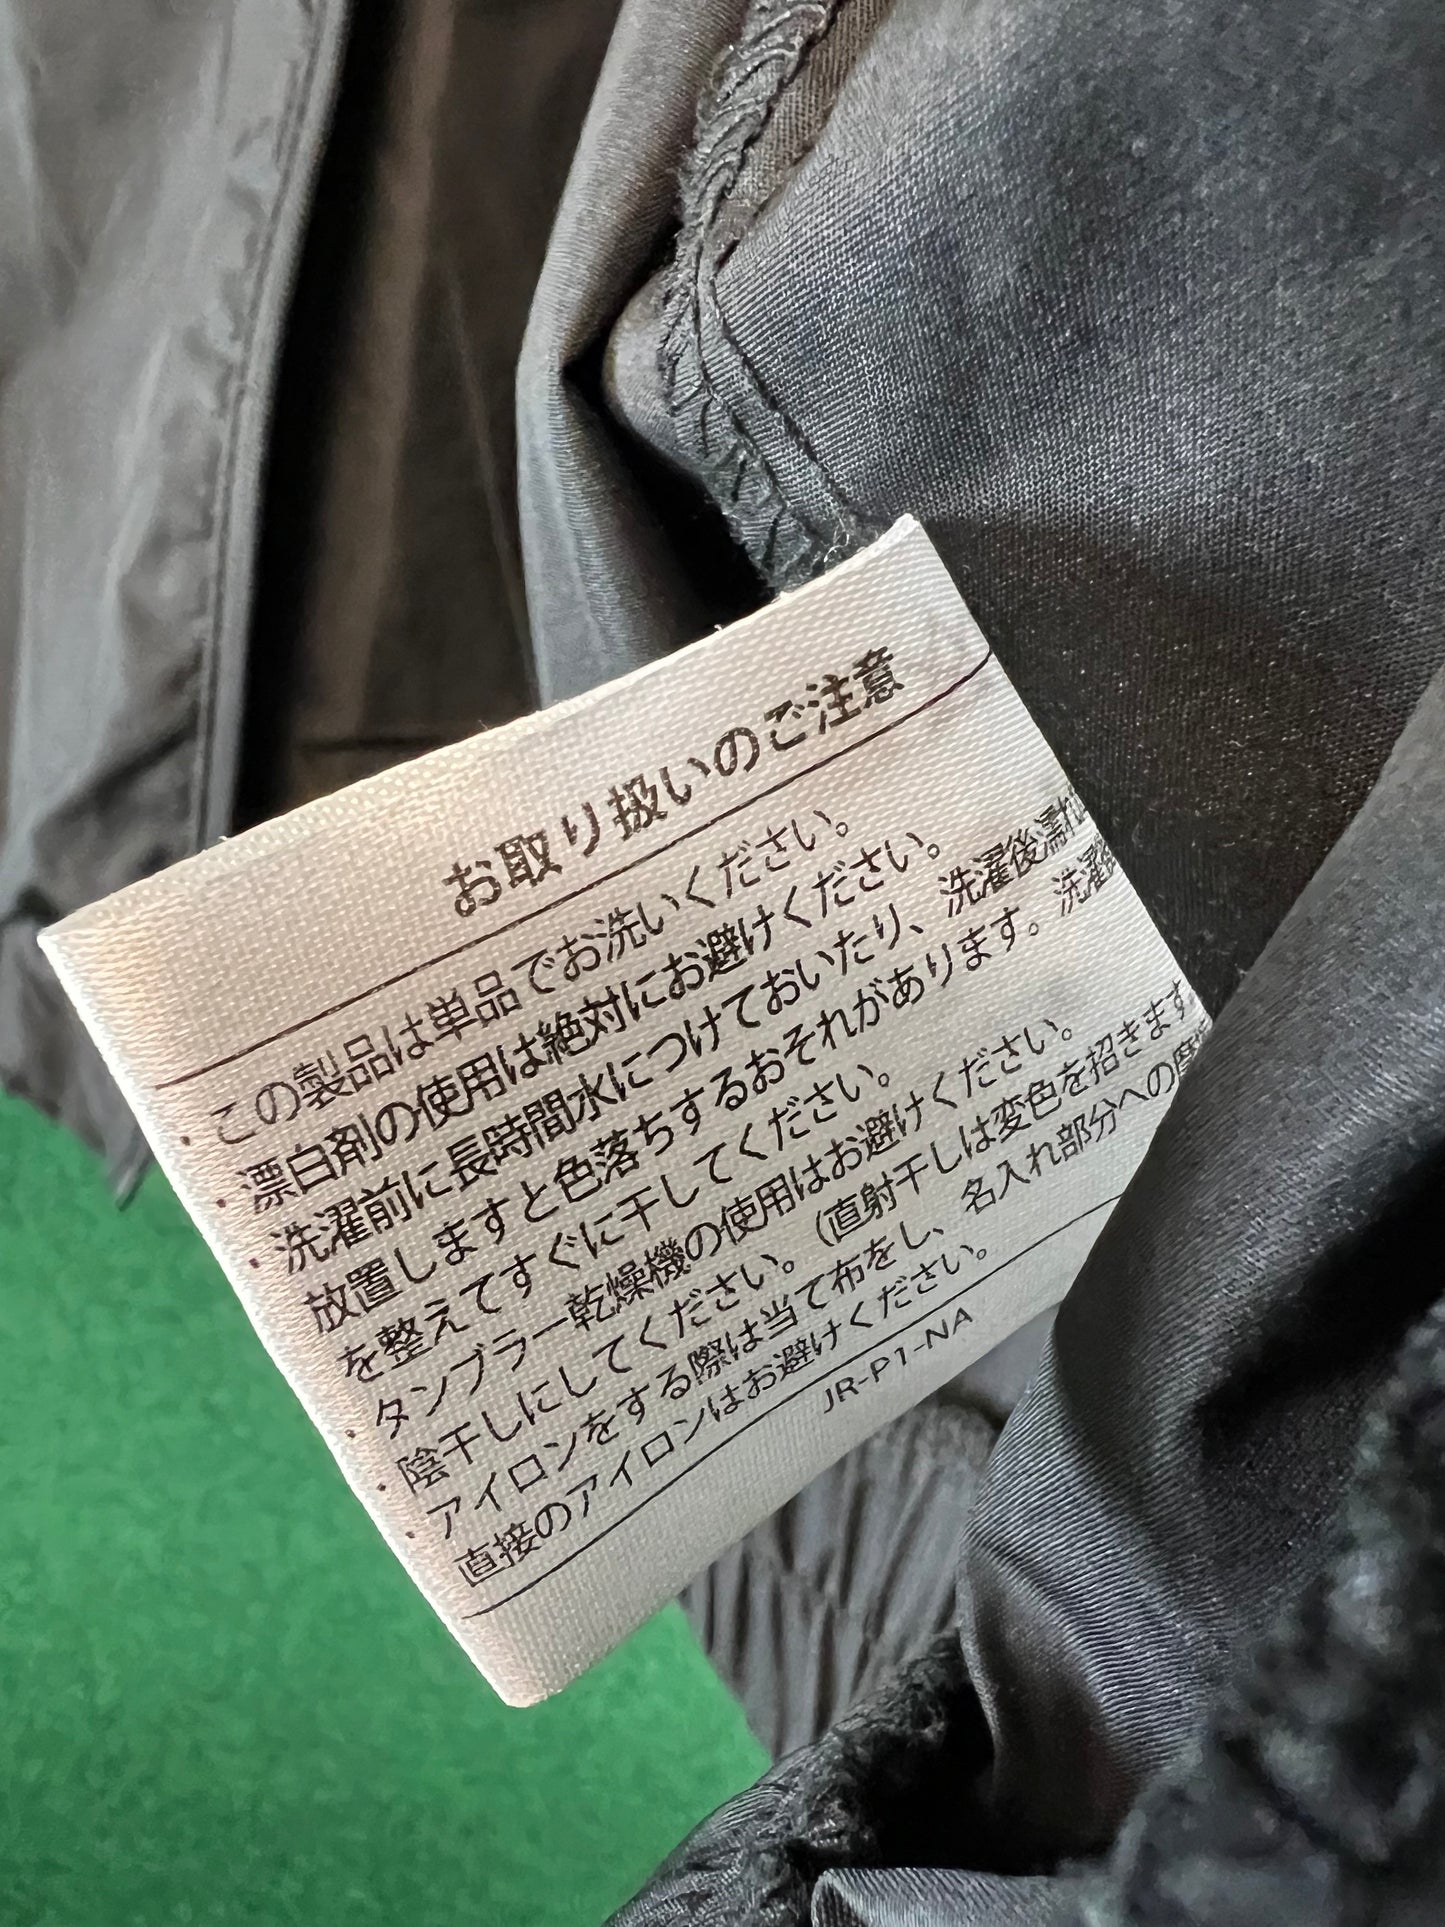 お取り扱いのご注意
・この製品は単品でお洗いください。
・漂白剤の使用は絶対にお避けください。
・洗濯前に長時間水につけておいたり、洗濯後濡れ
放置しますと色落ちするおそれがあります。洗濯
を整えてすぐに干してください。
・タンブラー乾燥機の使用はお避けください。
・陰干しにしてください。(直射干しは変色を招きます。
・アイロンをする際は当て布をし、名入れ部分への
直接のアイロンはお避けください。
JR-P1-NA